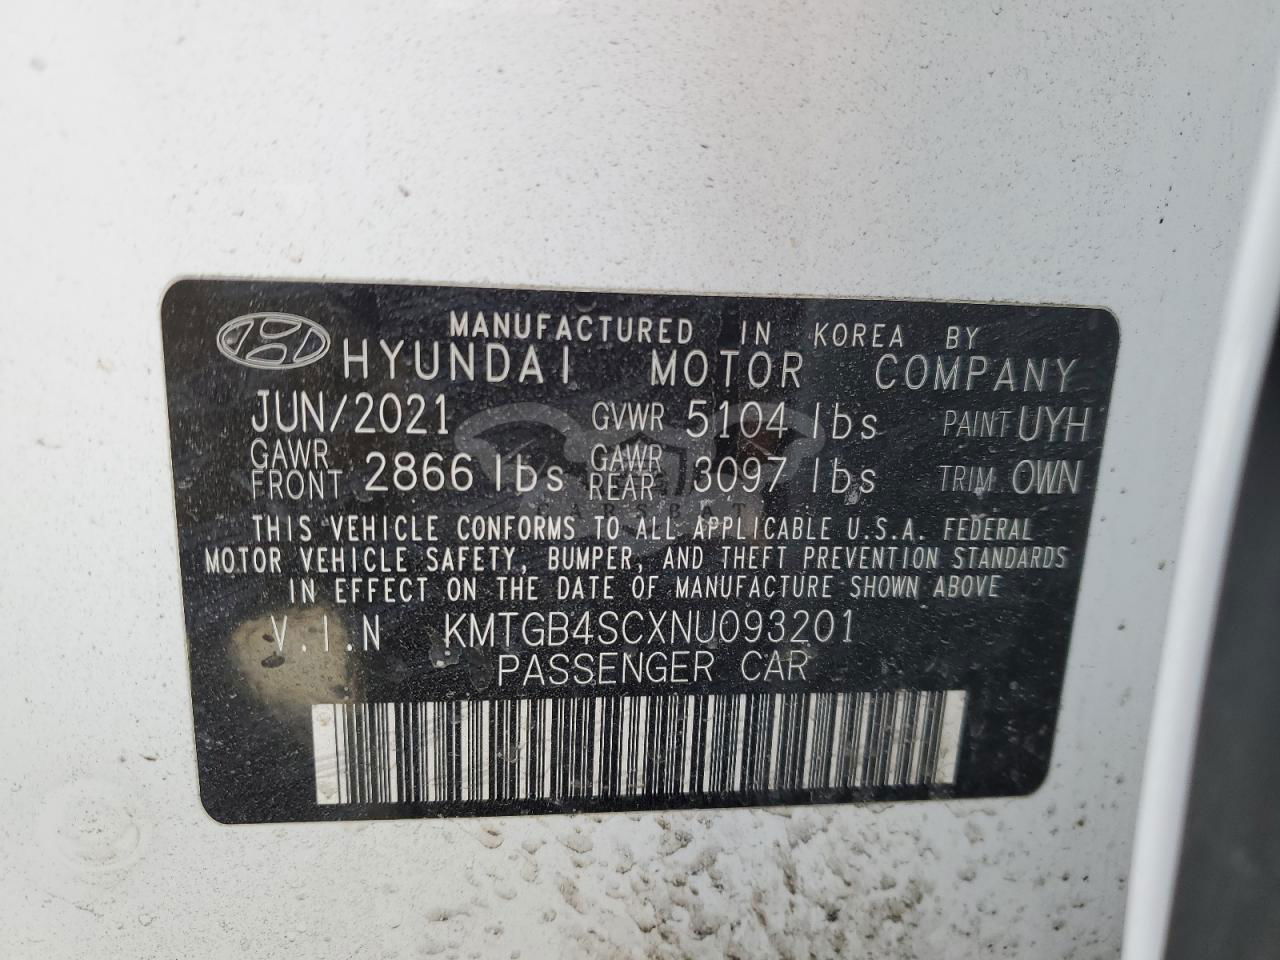 MANUFACTURED IN KOREA BY
HYUNDAI MOTOR COMPANY
JUN/2021 GVWR 5104 lbs PAINT UYH
GAWR FRONT 2866 lbs GAWR REAR 3097 lbs TRIM OWN
CARSBAT
THIS VEHICLE CONFORMS TO ALL APPLICABLE U.S.A. FEDERAL
MOTOR VEHICLE SAFETY, BUMPER, AND THEFT PREVENTION STANDARDS
IN EFFECT ON THE DATE OF MANUFACTURE SHOWN ABOVE
V.I.N KMTGB4SCXNU093201
PASSENGER CAR